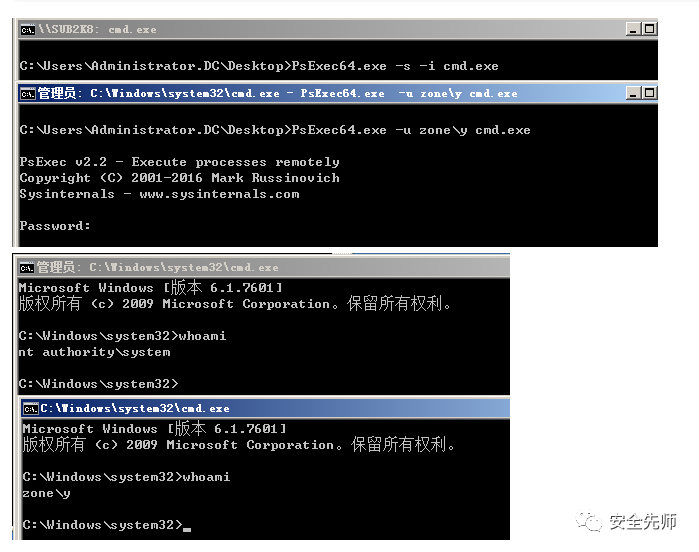 \\SUB2K8: cmd.exe
C:\Users\Administrator.DC\Desktop>PsExec64.exe -s -i cmd.exe
管理员: C:\Windows\system32\cmd.exe - PsExec64.exe -u zone\y cmd.exe
C:\Users\Administrator.DC\Desktop>PsExec64.exe -u zone\y cmd.exe
PsExec v2.2 - Execute processes remotely
Copyright (C) 2001-2016 Mark Russinovich
Sysinternals - www.sysinternals.com
Password:
管理员: C:\Windows\system32\cmd.exe
Microsoft Windows [版本 6.1.7601]
版权所有 (c) 2009 Microsoft Corporation。保留所有权利。
C:\Windows\system32>whoami
nt authority\system
C:\Windows\system32>
C:\Windows\system32\cmd.exe
Microsoft Windows [版本 6.1.7601]
版权所有 (c) 2009 Microsoft Corporation。保留所有权利。
C:\Windows\system32>whoami
zone\y
C:\Windows\system32>_
安全先师